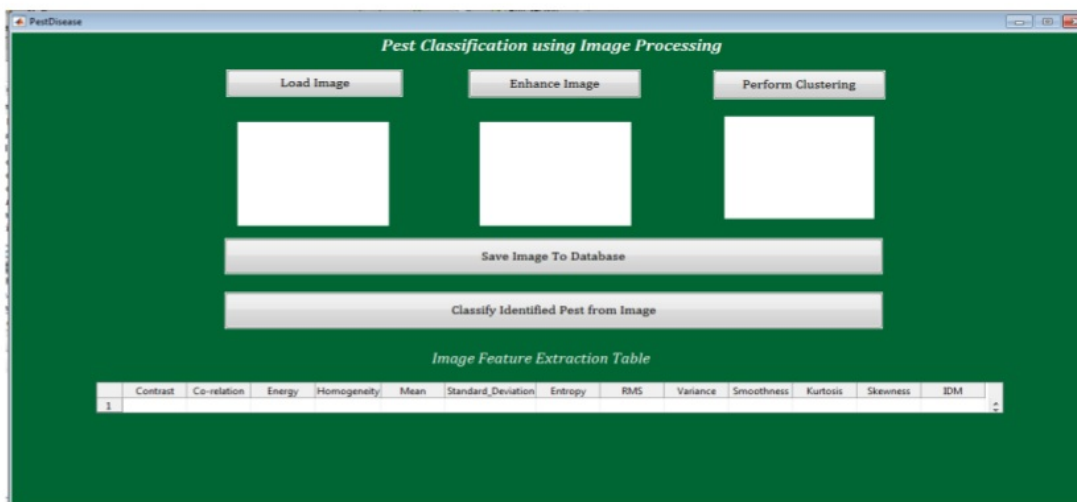 PestDisease
Pest Classification using Image Processing
Load Image Enhance Image Perform Clustering
Save Image To Database
Classify Identified Pest from Image
Image Feature Extraction Table
Contrast Co-relation Energy Homogeneity Mean Standard_Deviation Entropy RMS Variance Smoothness Kurtosis Skewness IDM
1